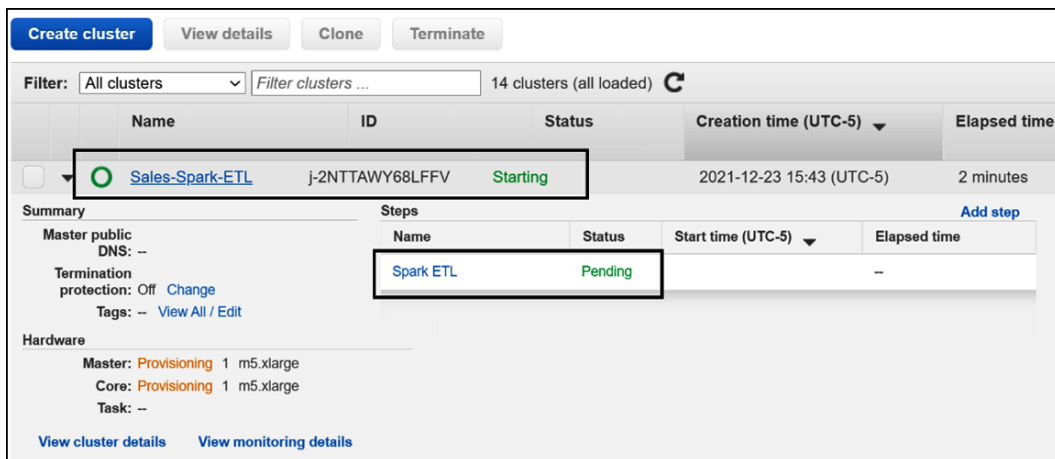 Create cluster View details Clone Terminate
Filter: All clusters Filter clusters ... 14 clusters (all loaded)
Name ID Status Creation time (UTC-5) Elapsed time
Sales-Spark-ETL j-2NTTAWY68LFFV Starting 2021-12-23 15:43 (UTC-5) 2 minutes
Summary
Master public
DNS: --
Termination
protection: Off Change
Tags: -- View All / Edit
Hardware
Master: Provisioning 1 m5.xlarge
Core: Provisioning 1 m5.xlarge
Task: --
View cluster details View monitoring details
Steps Add step
Name Status Start time (UTC-5) Elapsed time
Spark ETL Pending --